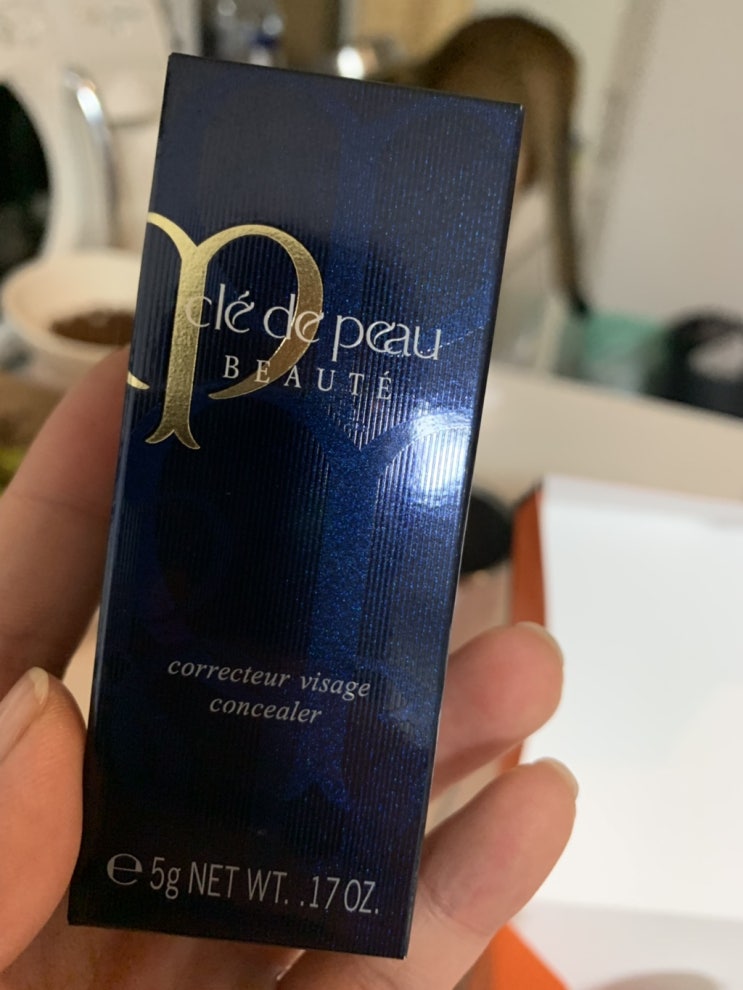 clé de peau
BEAUTÉ
correcteur visage
concealer
℮ 5g NET WT. .17 OZ.